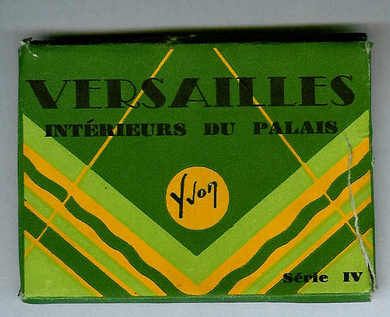 VERSAILLES
INTÉRIEURS DU PALAIS
Yvon
Série IV